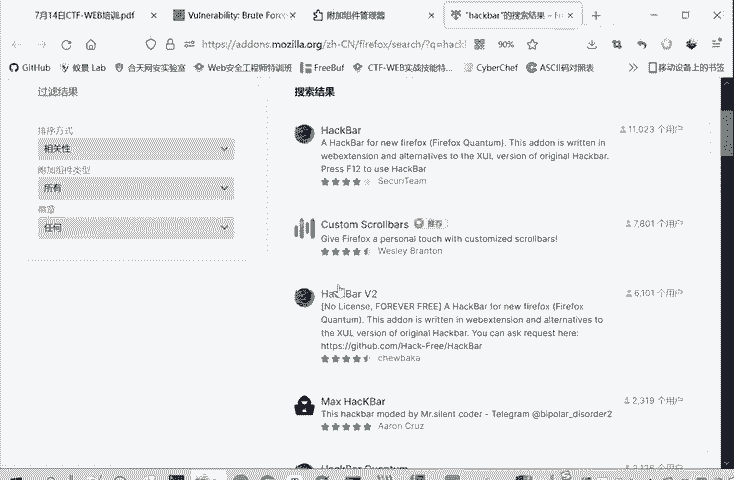 7月14日CTF-WEB培训.pdf
Vulnerability: Brute Forc
附加组件管理器
"hackbar"的搜索结果 – Fi
https://addons.mozilla.org/zh-CN/firefox/search/?q=hack
90%
GitHub
蚁景 Lab
合天网安实验室
Web安全工程师特训班
FreeBuf
CTF-WEB实战技能特...
CyberChef
ASCII码对照表
移动设备上的书签
过滤结果
搜索结果
排序方式
相关性
附加组件类型
所有
徽章
任何
HackBar
11,023 个用户
A HackBar for new firefox (Firefox Quantum). This addon is written in
webextension and alternatives to the XUL version of original Hackbar.
Press F12 to use HackBar
SecuriTeam
Custom Scrollbars
推荐
7,801 个用户
Give Firefox a personal touch with customized scrollbars!
Wesley Branton
HackBar V2
6,101 个用户
[No License, FOREVER FREE] A HackBar for new firefox (Firefox
Quantum). This addon is written in webextension and alternatives to
the XUL version of original Hackbar. You can ask request here:
https://github.com/Hack-Free/HackBar
chewbaka
Max HacKBar
2,319 个用户
This hackbar moded by Mr.silent coder - Telegram @bipolar_disorder2
Aaron Cruz
HackBar Quantum